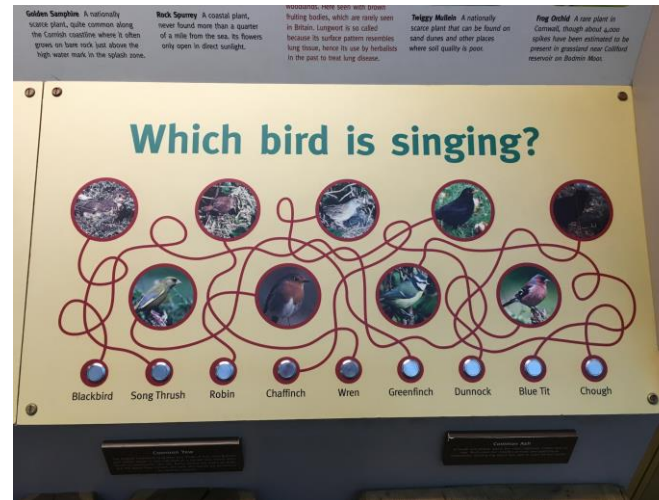 Golden Samphire A nationally
scarce plant, quite common along
the Cornish coastline where it often
grows on bare rock just above the
high water mark in the splash zone.
Rock Spurrey A coastal plant,
never found more than a quarter
of a mile from the sea. Its flowers
only open in direct sunlight.
woodlands. Here seen with brown
fruiting bodies, which are rarely seen
in Britain. Lungwort is so called
because its surface pattern resembles
lung tissue, hence its use by herbalists
in the past to treat lung disease.
Twiggy Mullein A nationally
scarce plant that can be found on
sand dunes and other places
where soil quality is poor.
Frog Orchid A rare plant in
Cornwall, though about 4,000
spikes have been estimated to be
present in grassland near Colliford
reservoir on Bodmin Moor.
Which bird is singing?
Blackbird
Song Thrush
Robin
Chaffinch
Wren
Greenfinch
Dunnock
Blue Tit
Chough
Common Yew
Common Ash